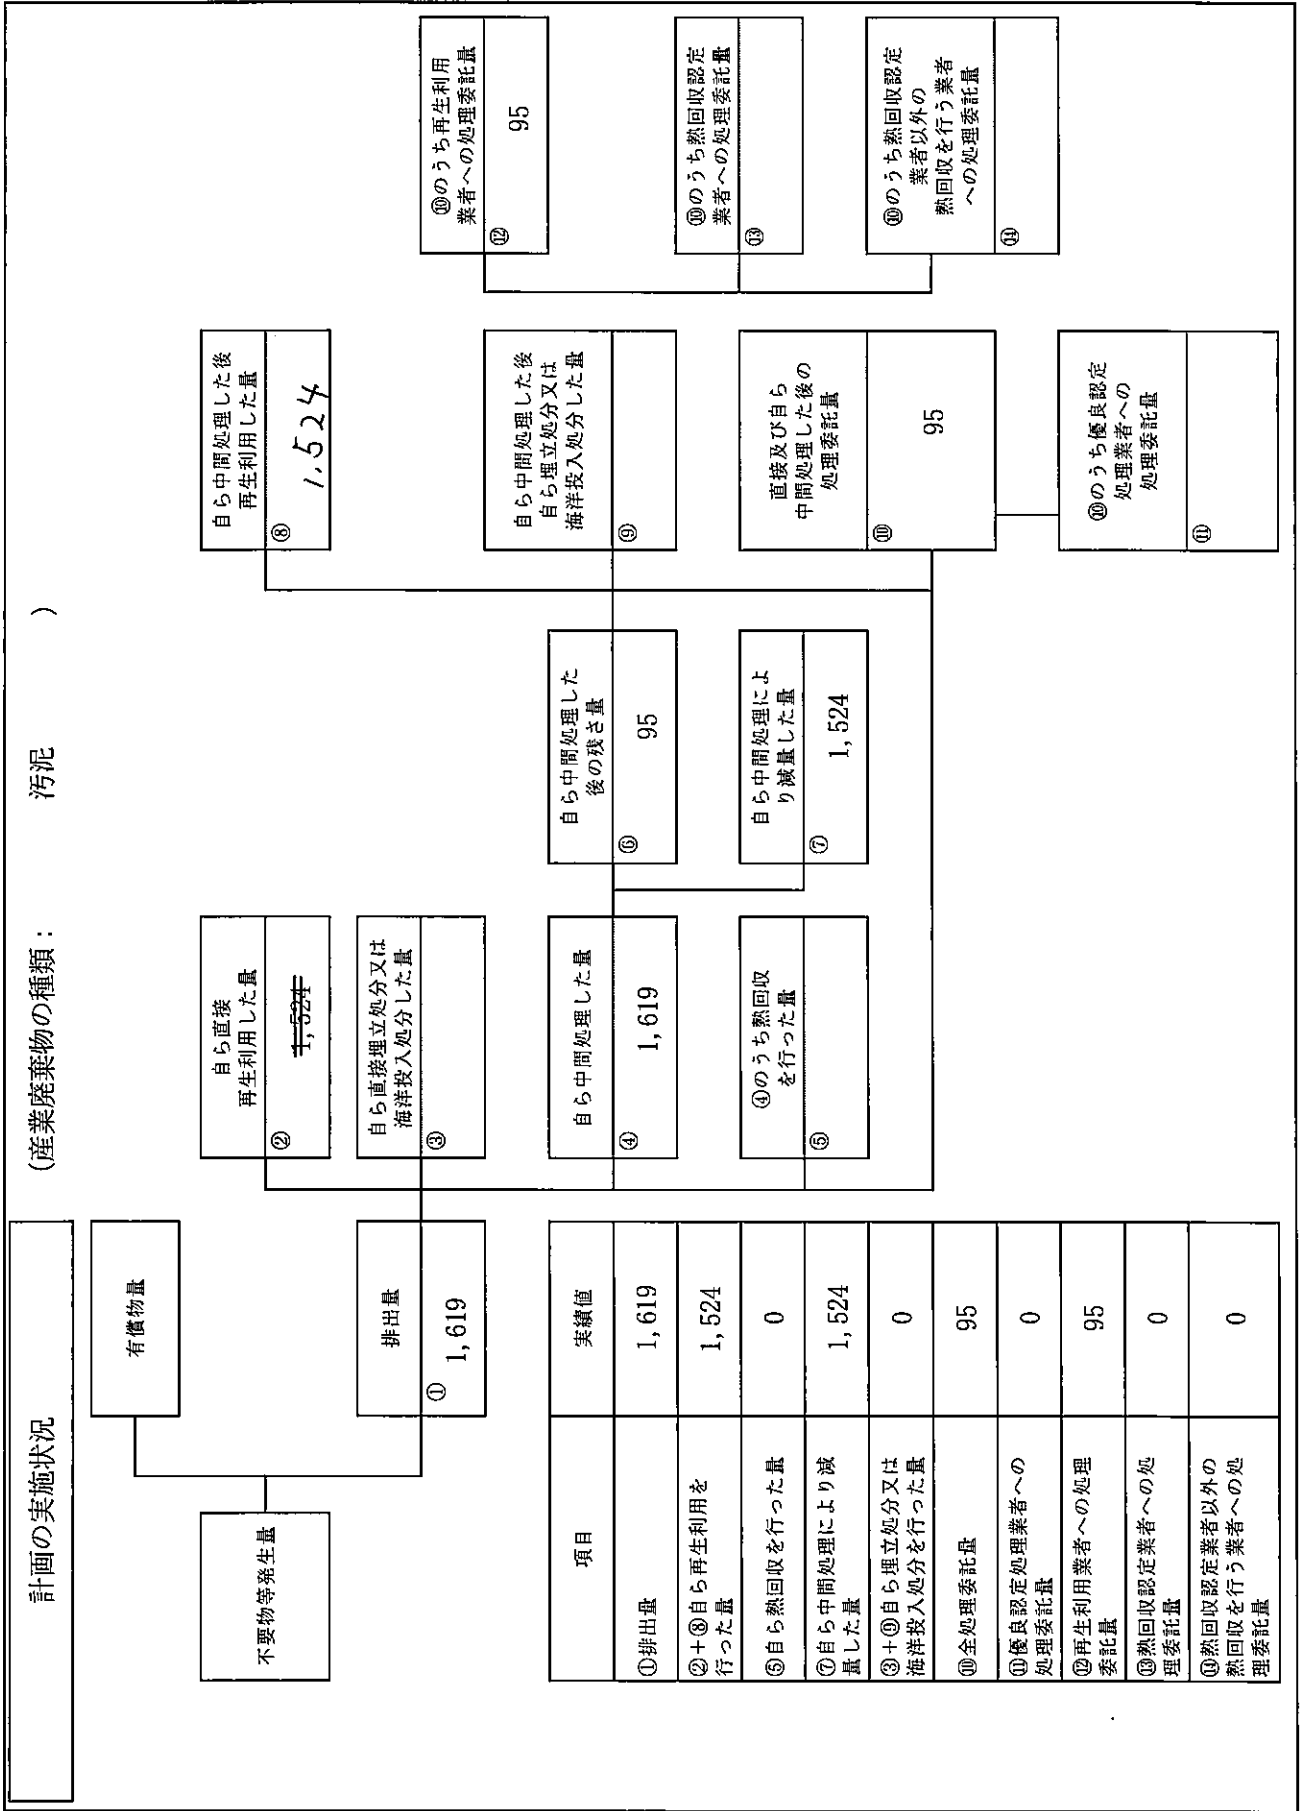 計画の実施状況
(産業廃棄物の種類： 汚泥 )
不要物等発生量
有償物量
排出量
① 1,619
自ら直接
再生利用した量
② 1,524
自ら直接埋立処分又は
海洋投入処分した量
③
自ら中間処理した量
④ 1,619
④のうち熱回収
を行った量
⑤
自ら中間処理した
後の残さ量
⑥ 95
自ら中間処理によ
り減量した量
⑦ 1,524
自ら中間処理した後
再生利用した量
⑧ 1,524
自ら中間処理した後
自ら埋立処分又は
海洋投入処分した量
⑨
直接及び自ら
中間処理した後の
処理委託量
⑩ 95
⑩のうち優良認定
処理業者への
処理委託量
⑪
⑩のうち再生利用
業者への処理委託量
⑫ 95
⑩のうち熱回収認定
業者への処理委託量
⑬
⑩のうち熱回収認定
業者以外の
熱回収を行う業者
への処理委託量
⑭
項目 実績値
①排出量 1,619
②+⑧自ら再生利用を
行った量 1,524
⑤自ら熱回収を行った量 0
⑦自ら中間処理により減
量した量 1,524
③+⑨自ら埋立処分又は
海洋投入処分を行った量 0
⑩全処理委託量 95
⑪優良認定処理業者への
処理委託量 0
⑫再生利用業者への処理
委託量 95
⑬熱回収認定業者への処
理委託量 0
⑭熱回収認定業者以外の
熱回収を行う業者への処
理委託量 0